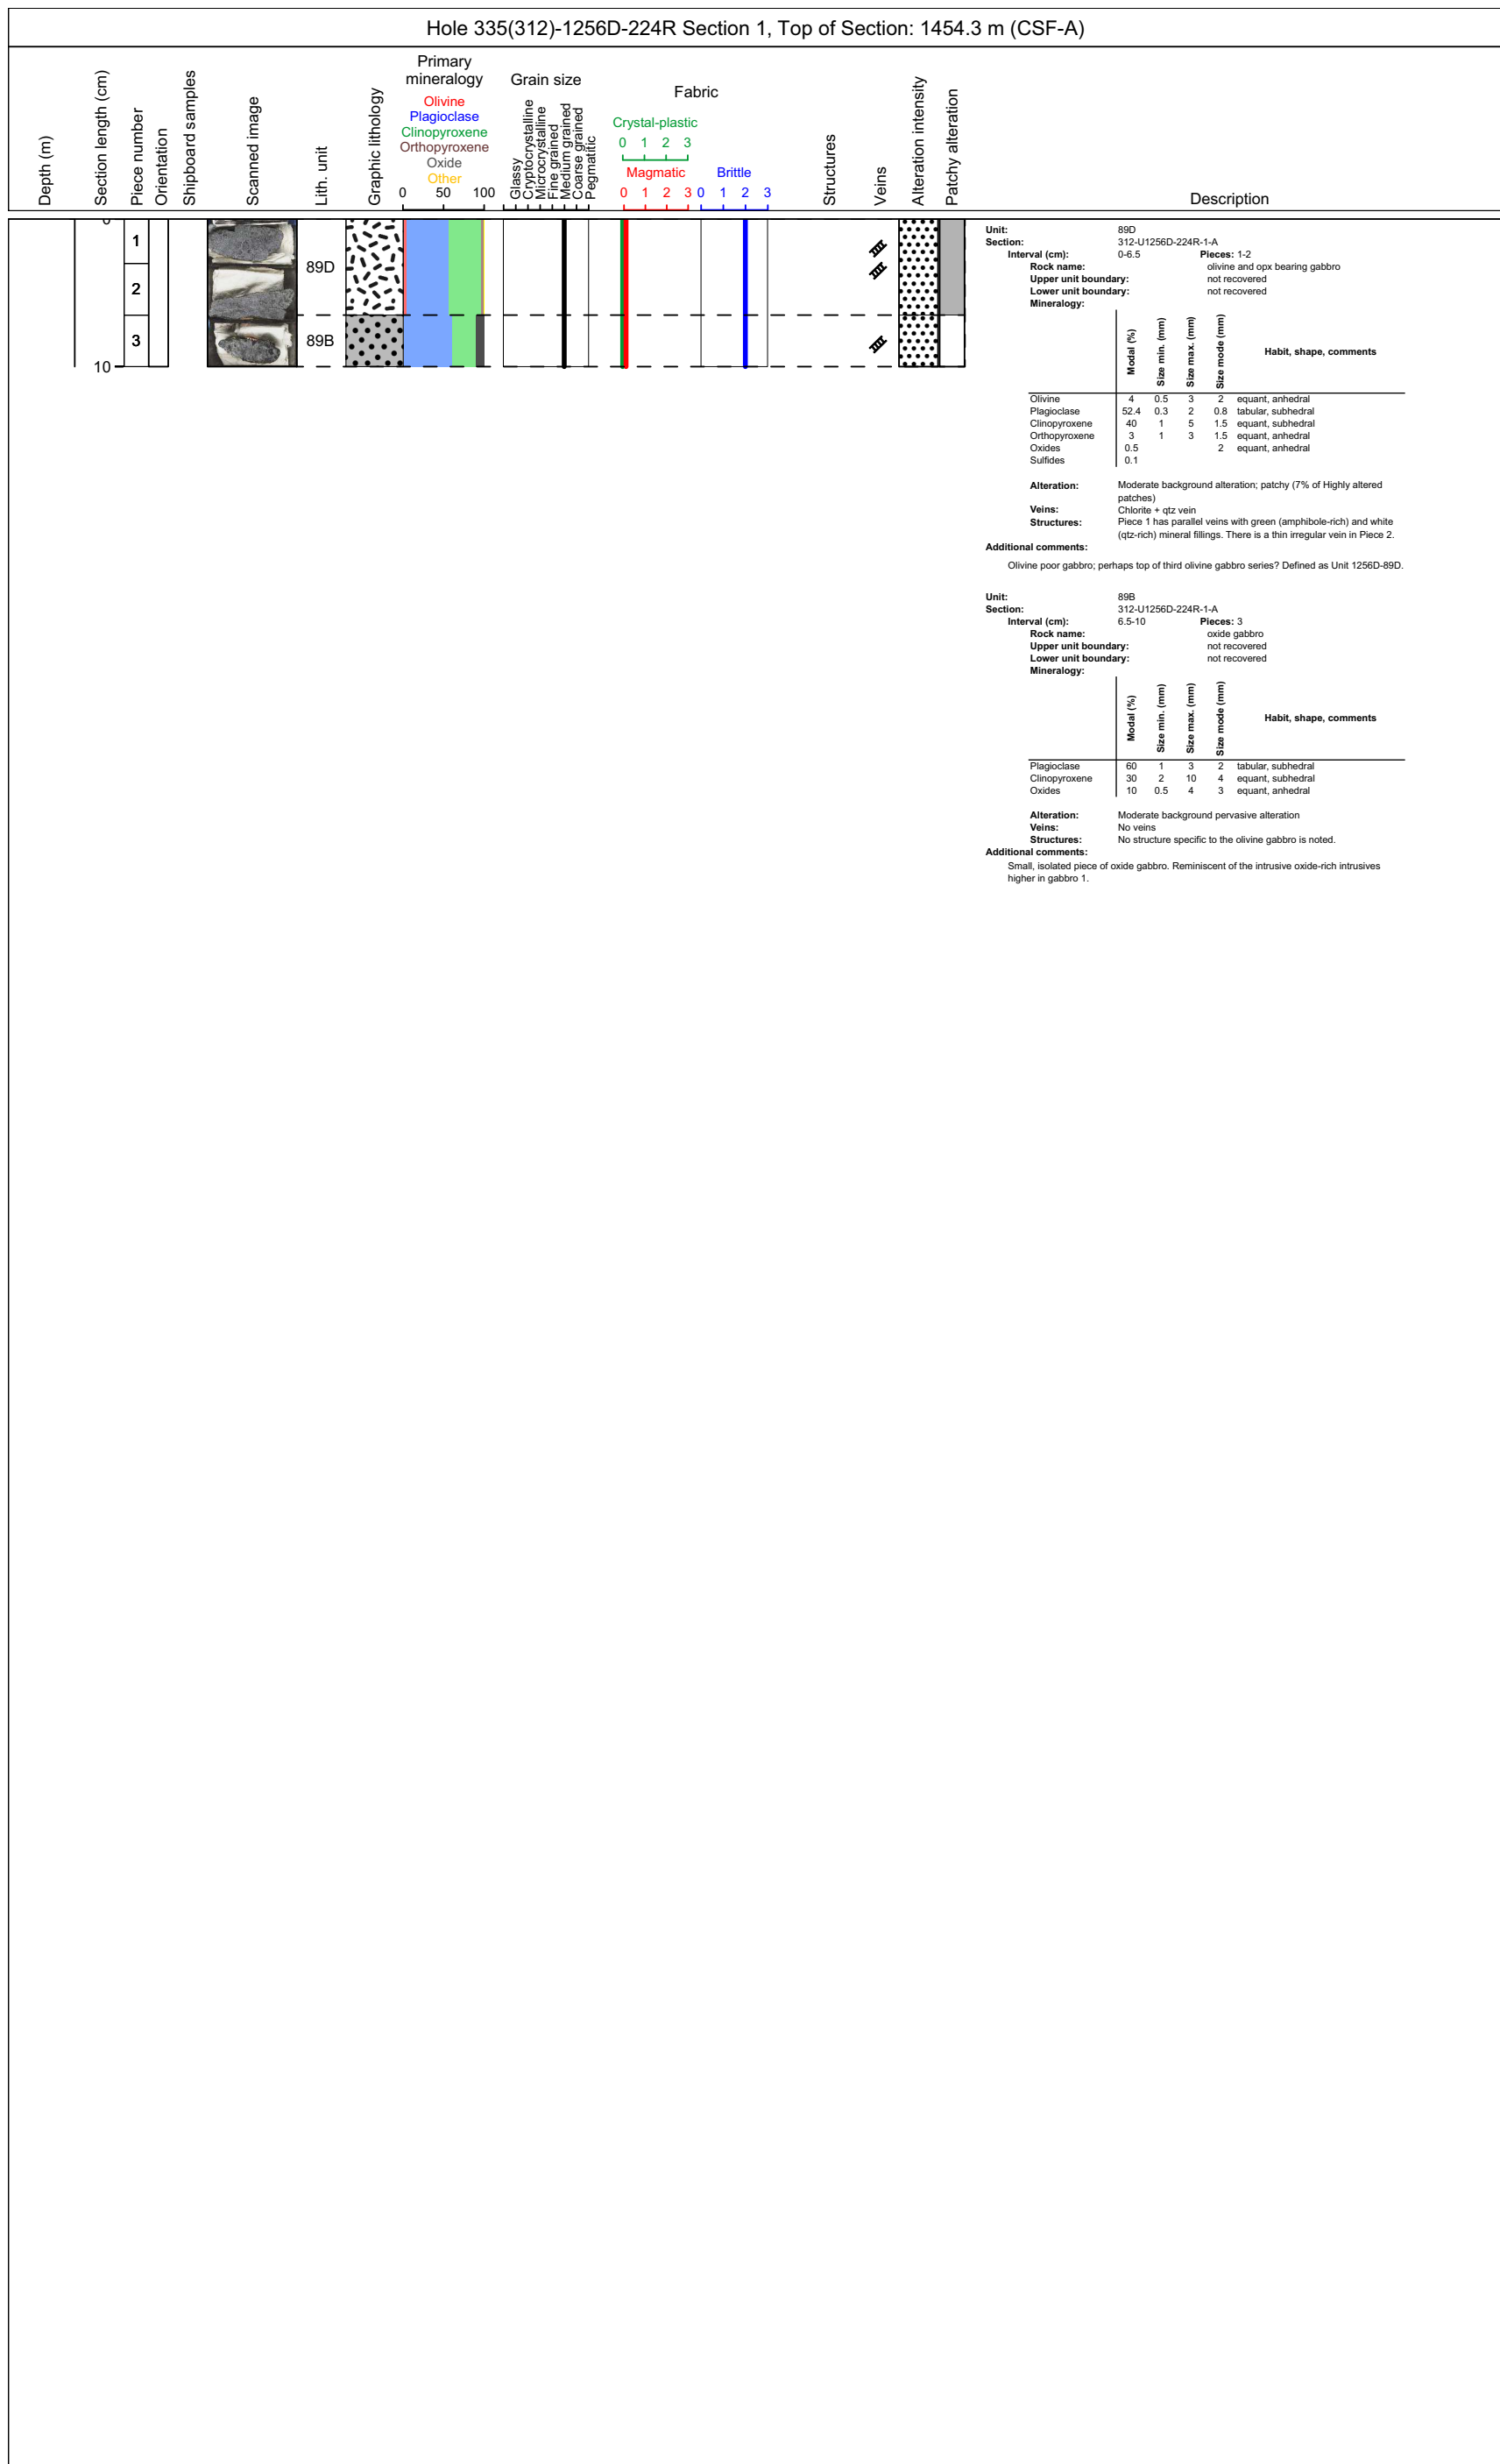 Hole 335(312)-1256D-224R Section 1, Top of Section: 1454.3 m (CSF-A)
Depth (m)
Section length (cm)
Piece number
Orientation
Shipboard samples
Scanned image
Lith. unit
Graphic lithology
Primary
mineralogy
Olivine
Plagioclase
Clinopyroxene
Orthopyroxene
Oxide
Other
0 50 100
Grain size
Glassy
Cryptocrystalline
Microcrystalline
Fine grained
Medium grained
Coarse grained
Pegmatitic
Fabric
Crystal-plastic
0 1 2 3
Magmatic
0 1 2 3
Brittle
0 1 2 3
Structures
Veins
Alteration intensity
Patchy alteration
Description
0
1
2
3
10
89D
89B
Unit: 89D
Section: 312-U1256D-224R-1-A
Interval (cm): 0-6.5 Pieces: 1-2
Rock name: olivine and opx bearing gabbro
Upper unit boundary: not recovered
Lower unit boundary: not recovered
Mineralogy:
Modal (%) Size min. (mm) Size max. (mm) Size mode (mm) Habit, shape, comments
Olivine 4 0.5 3 2 equant, anhedral
Plagioclase 52.4 0.3 2 0.8 tabular, subhedral
Clinopyroxene 40 1 5 1.5 equant, subhedral
Orthopyroxene 3 1 3 1.5 equant, anhedral
Oxides 0.5 2 equant, anhedral
Sulfides 0.1
Alteration: Moderate background alteration; patchy (7% of Highly altered
patches)
Veins: Chlorite + qtz vein
Structures: Piece 1 has parallel veins with green (amphibole-rich) and white
(qtz-rich) mineral fillings. There is a thin irregular vein in Piece 2.
Additional comments:
Olivine poor gabbro; perhaps top of third olivine gabbro series? Defined as Unit 1256D-89D.
Unit: 89B
Section: 312-U1256D-224R-1-A
Interval (cm): 6.5-10 Pieces: 3
Rock name: oxide gabbro
Upper unit boundary: not recovered
Lower unit boundary: not recovered
Mineralogy:
Modal (%) Size min. (mm) Size max. (mm) Size mode (mm) Habit, shape, comments
Plagioclase 60 1 3 2 tabular, subhedral
Clinopyroxene 30 2 10 4 equant, subhedral
Oxides 10 0.5 4 3 equant, anhedral
Alteration: Moderate background pervasive alteration
Veins: No veins
Structures: No structure specific to the olivine gabbro is noted.
Additional comments:
Small, isolated piece of oxide gabbro. Reminiscent of the intrusive oxide-rich intrusives
higher in gabbro 1.